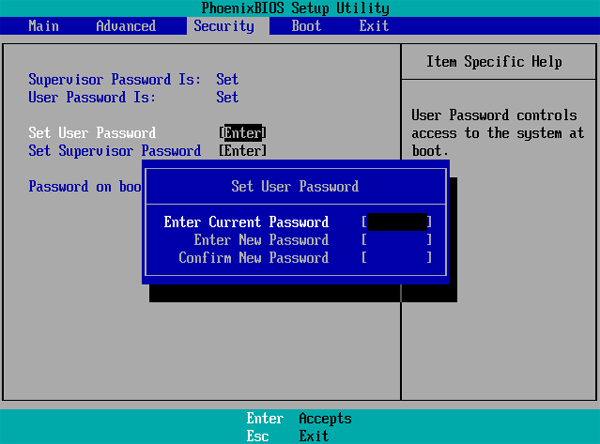 PhoenixBIOS Setup Utility
Main Advanced Security Boot Exit
Item Specific Help
Supervisor Password Is: Set
User Password Is: Set
Set User Password [Enter]
Set Supervisor Password [Enter]
Password on boo
User Password controls
access to the system at
boot.
Set User Password
Enter Current Password [ ]
Enter New Password [ ]
Confirm New Password [ ]
Enter Accepts
Esc Exit